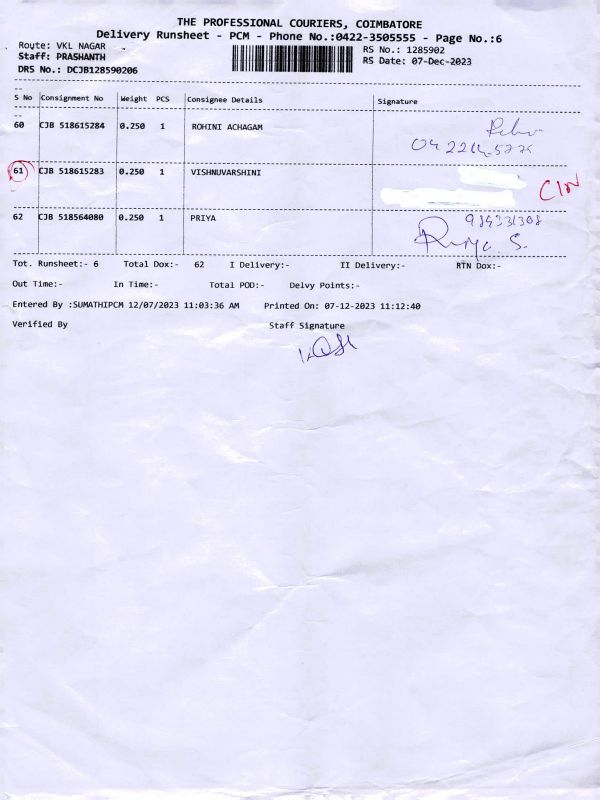 THE PROFESSIONAL COURIERS, COIMBATORE
Delivery Runsheet - PCM - Phone No.:0422-3505555 - Page No.:6
Route: VKL NAGAR RS No.: 1285902
Staff: PRASHANTH RS Date: 07-Dec-2023
DRS No.: DCJB128590206
S No Consignment No Weight PCS Consignee Details Signature
60 CJB 518615284 0.250 1 ROHINI ACHAGAM
61 CJB 518615283 0.250 1 VISHNUVARSHINI
62 CJB 518564080 0.250 1 PRIYA
Tot. Runsheet:- 6 Total Dox:- 62 I Delivery:- II Delivery:- RTN Dox:-
Out Time:- In Time:- Total POD:- Delvy Points:-
Entered By :SUMATHIPCM 12/07/2023 11:03:36 AM Printed On: 07-12-2023 11:12:40
Verified By Staff Signature